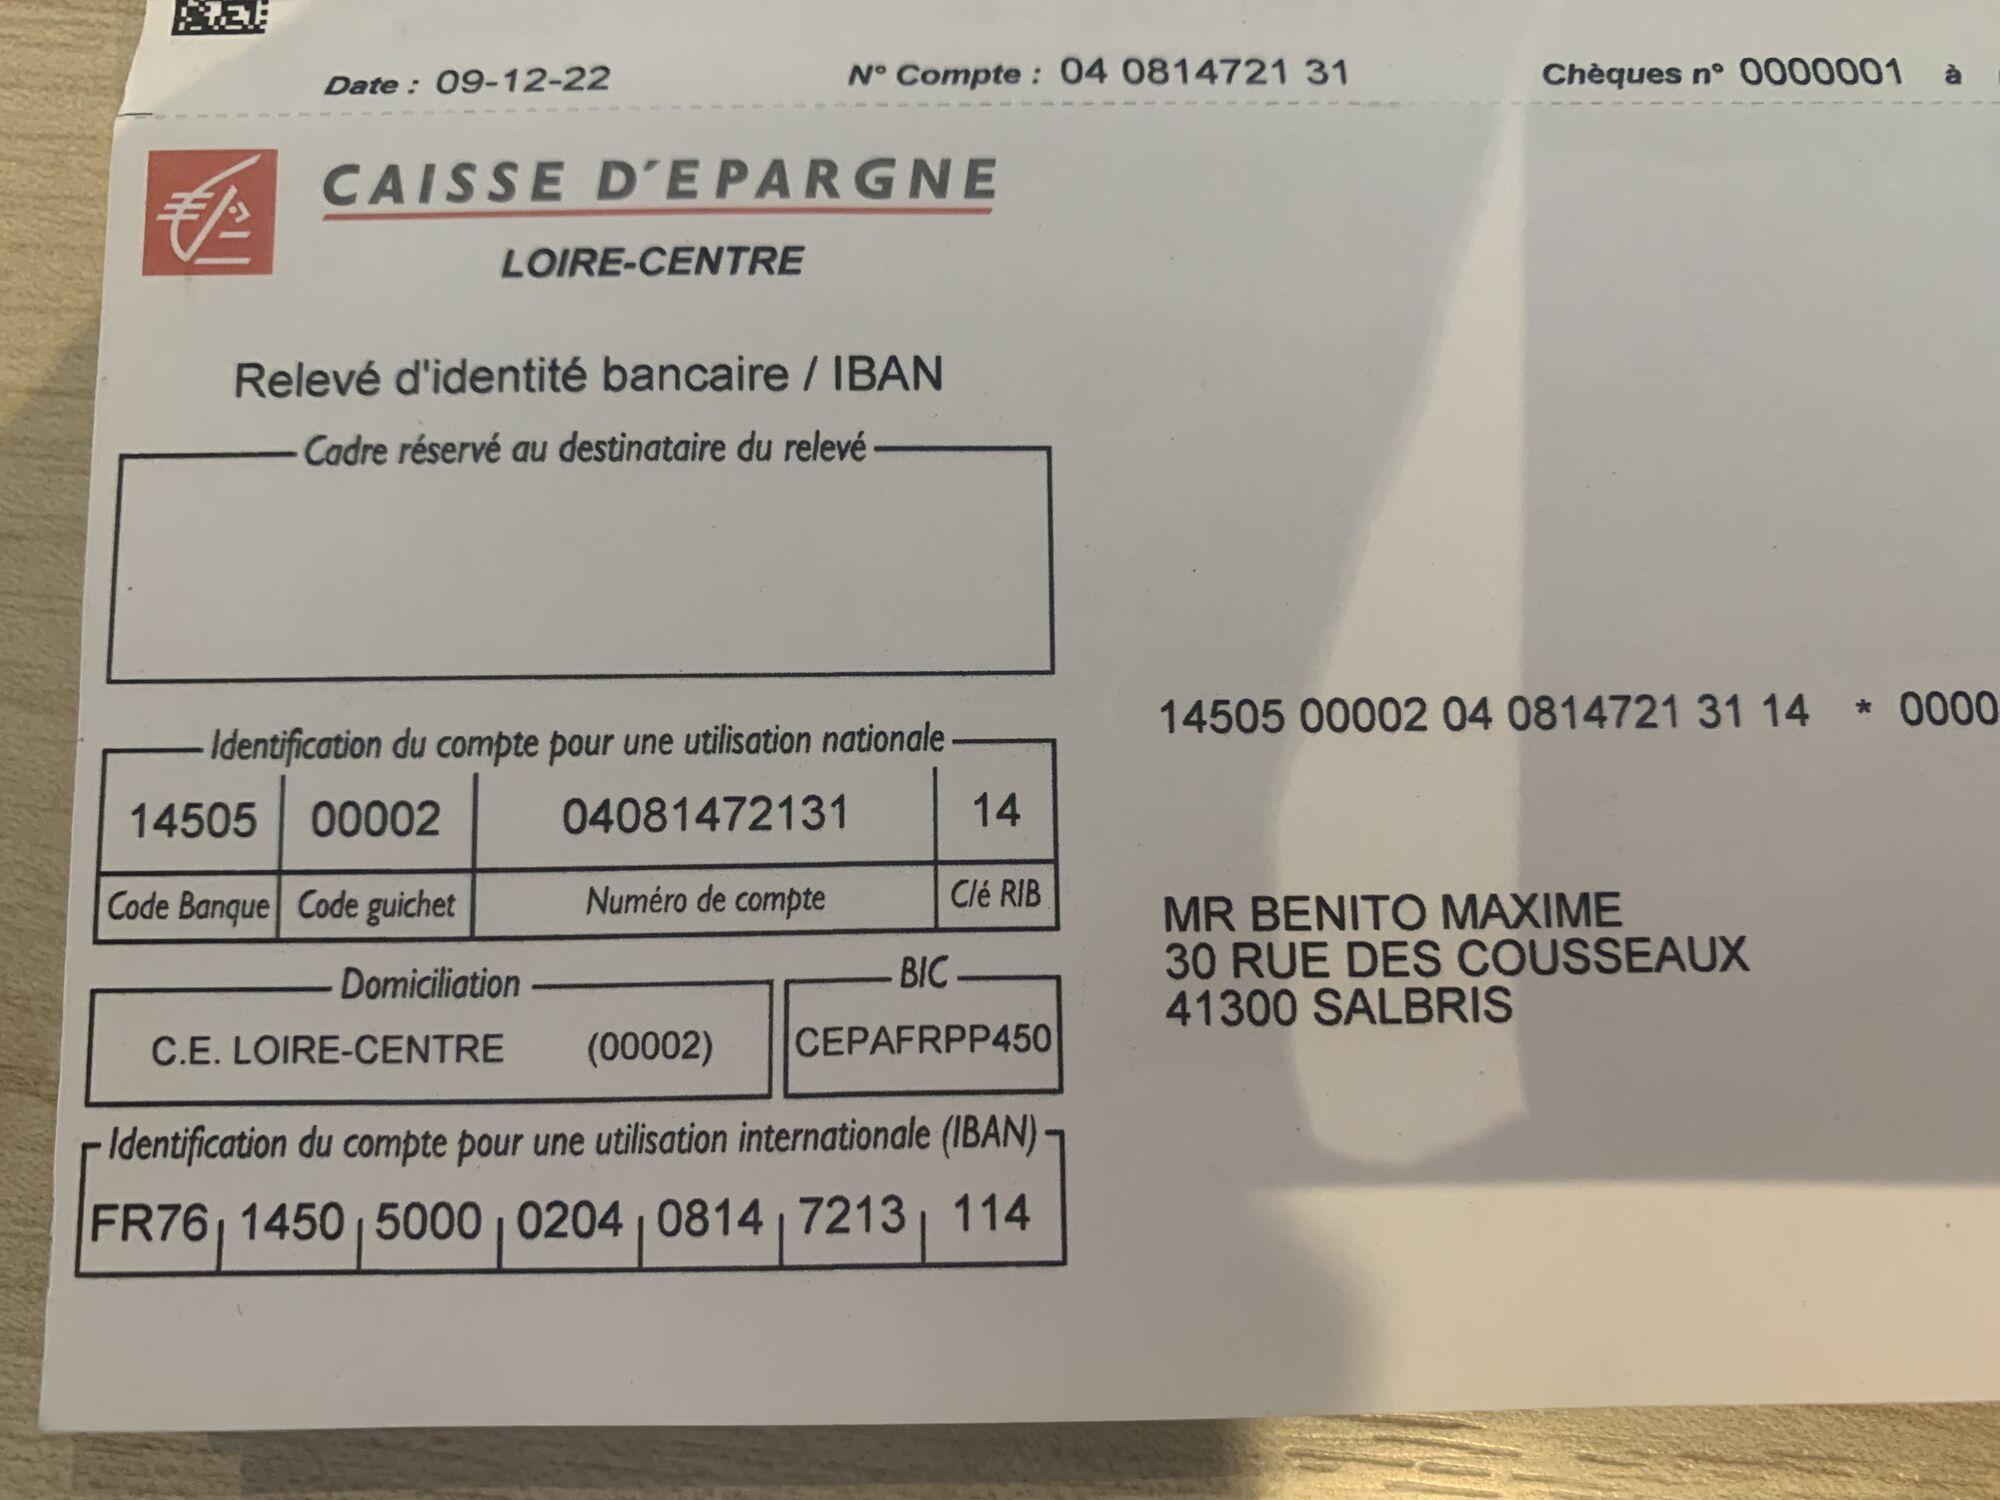 Date : 09-12-22 N° Compte : 04 0814721 31 Chèques n° 0000001 à
CAISSE D'EPARGNE
LOIRE-CENTRE
Relevé d'identité bancaire / IBAN
Cadre réservé au destinataire du relevé
Identification du compte pour une utilisation nationale
14505 00002 04081472131 14
Code Banque Code guichet Numéro de compte Clé RIB
Domiciliation BIC
C.E. LOIRE-CENTRE (00002) CEPAFRPP450
Identification du compte pour une utilisation internationale (IBAN)
FR76 1450 5000 0204 0814 7213 114
14505 00002 04 0814721 31 14 * 0000
MR BENITO MAXIME
30 RUE DES COUSSEAUX
41300 SALBRIS